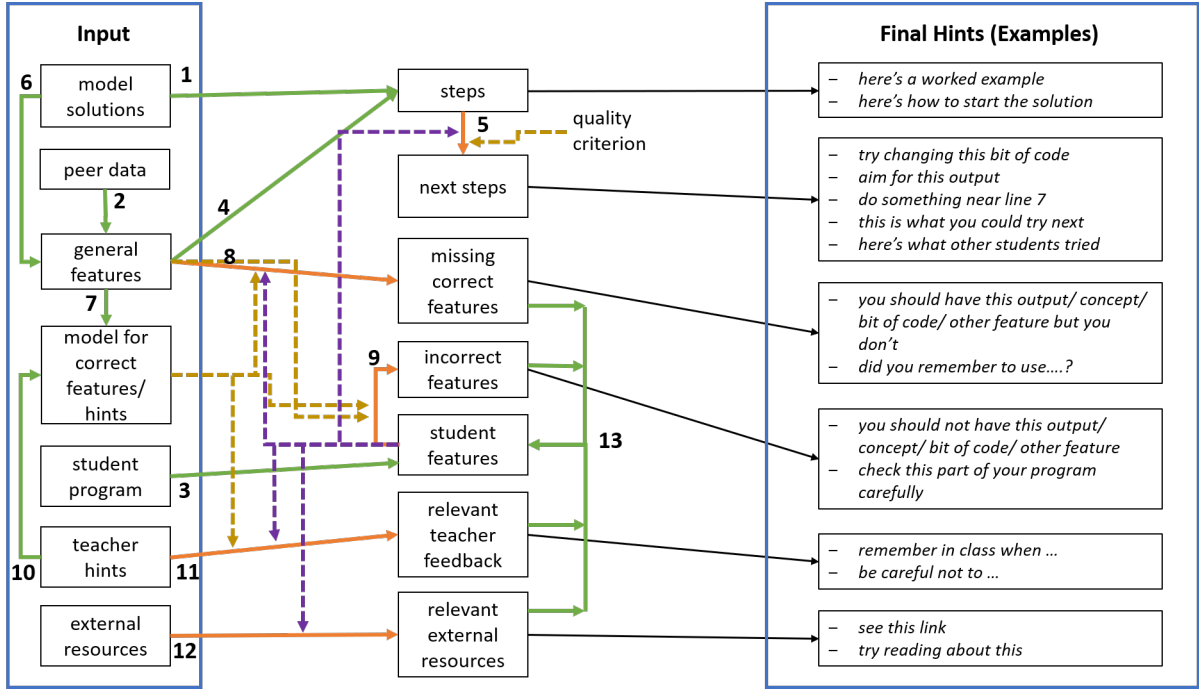 Input
6
model
solutions
1
peer data
2
general
features
4
8
7
model for
correct
features/
hints
student
program
3
teacher
hints
10
11
external
resources
12
steps
5
quality
criterion
next steps
missing
correct
features
9
incorrect
features
student
features
13
relevant
teacher
feedback
relevant
external
resources
Final Hints (Examples)
– here’s a worked example
– here’s how to start the solution
– try changing this bit of code
– aim for this output
– do something near line 7
– this is what you could try next
– here’s what other students tried
– you should have this output/ concept/
bit of code/ other feature but you
don’t
– did you remember to use....?
– you should not have this output/
concept/ bit of code/ other feature
– check this part of your program
carefully
– remember in class when …
– be careful not to …
– see this link
– try reading about this